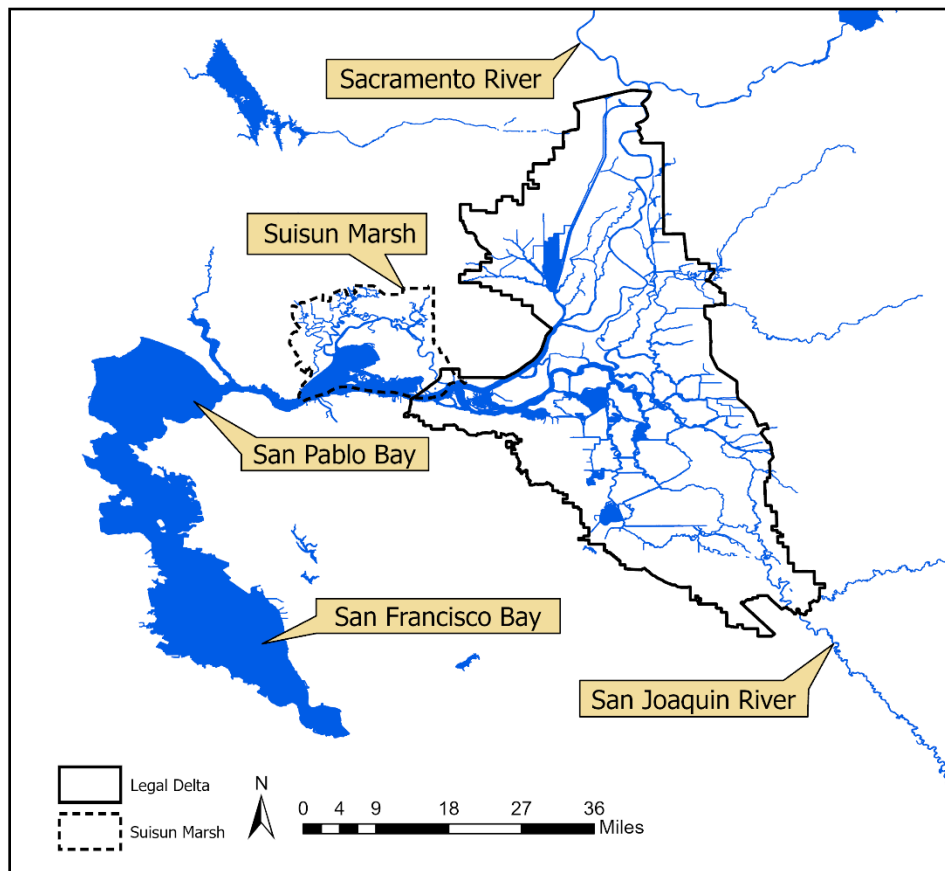 Sacramento River
Suisun Marsh
San Pablo Bay
San Francisco Bay
San Joaquin River
Legal Delta
Suisun Marsh
N
0 4 9 18 27 36
Miles